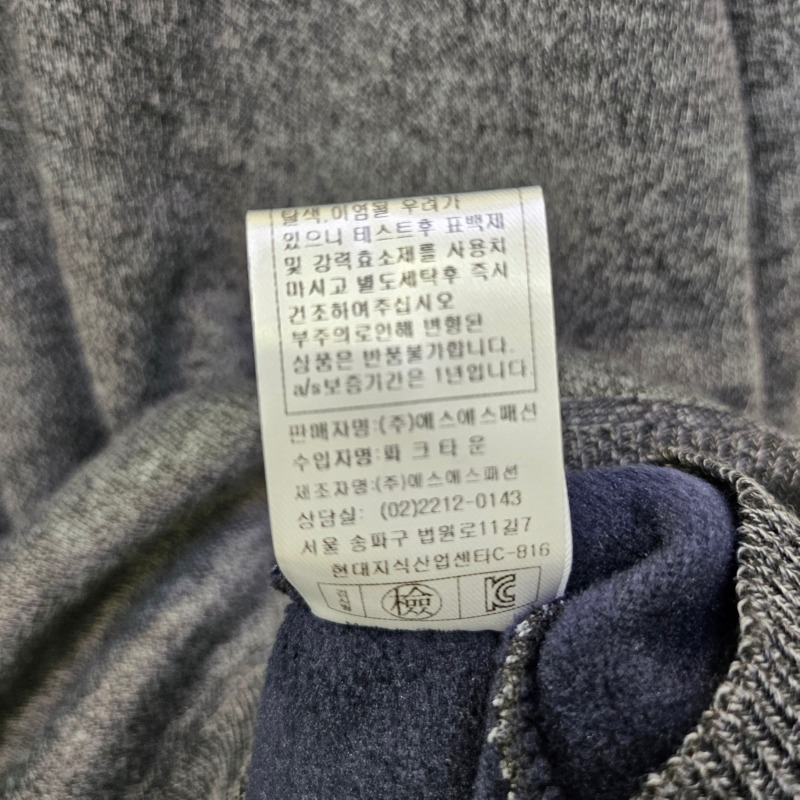 탈색,이염될 우려가
있으니 테스트후 표백제
및 강력효소제를 사용치
마시고 별도세탁후 즉시
건조하여주십시오
부주의로인해 변형된
상품은 반품불가합니다.
a/s보증기간은 1년입니다.
판매자명:(주)에스에스패션
수입자명:파 크 타 운
제조자명:(주)에스에스패션
상담실: (02)2212-0143
서울 송파구 법원로11길7
현대지식산업센타C-816
檢